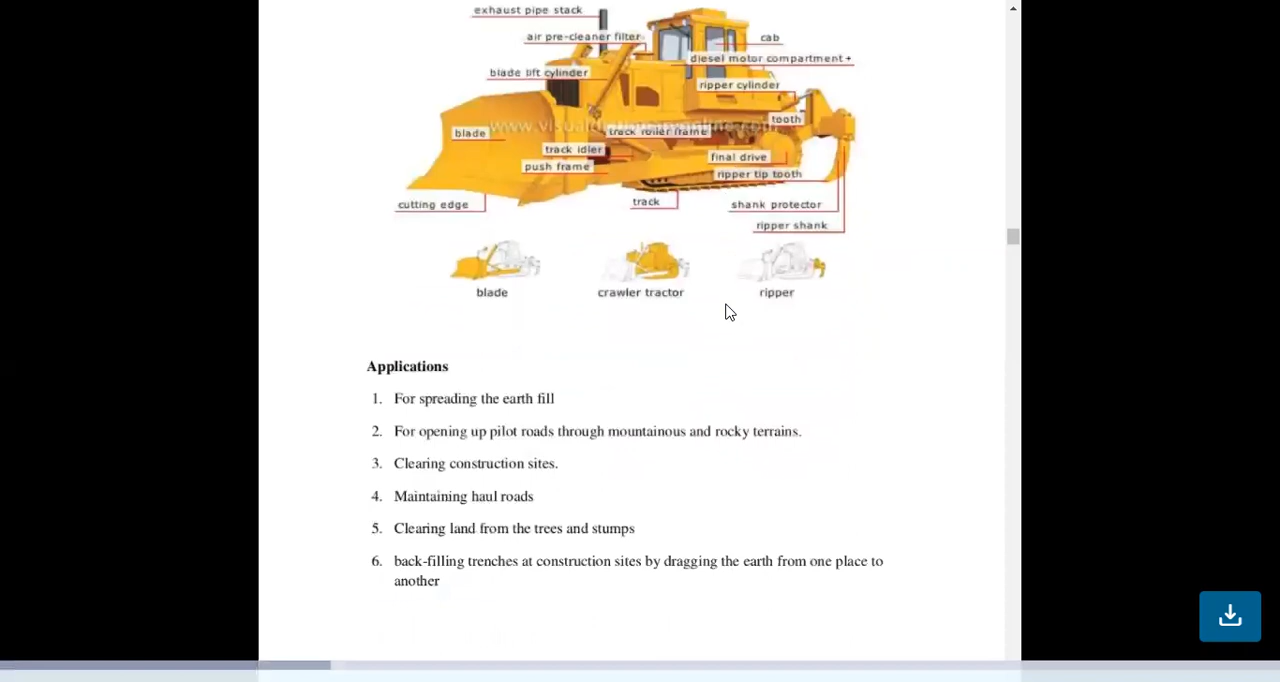 exhaust pipe stack
air pre-cleaner filter
cab
diesel motor compartment +
blade lift cylinder
ripper cylinder
tooth
blade
track roller frame
track idler
final drive
push frame
ripper tip tooth
cutting edge
track
shank protector
ripper shank
blade
crawler tractor
ripper
Applications
1. For spreading the earth fill
2. For opening up pilot roads through mountainous and rocky terrains.
3. Clearing construction sites.
4. Maintaining haul roads
5. Clearing land from the trees and stumps
6. back-filling trenches at construction sites by dragging the earth from one place to
another